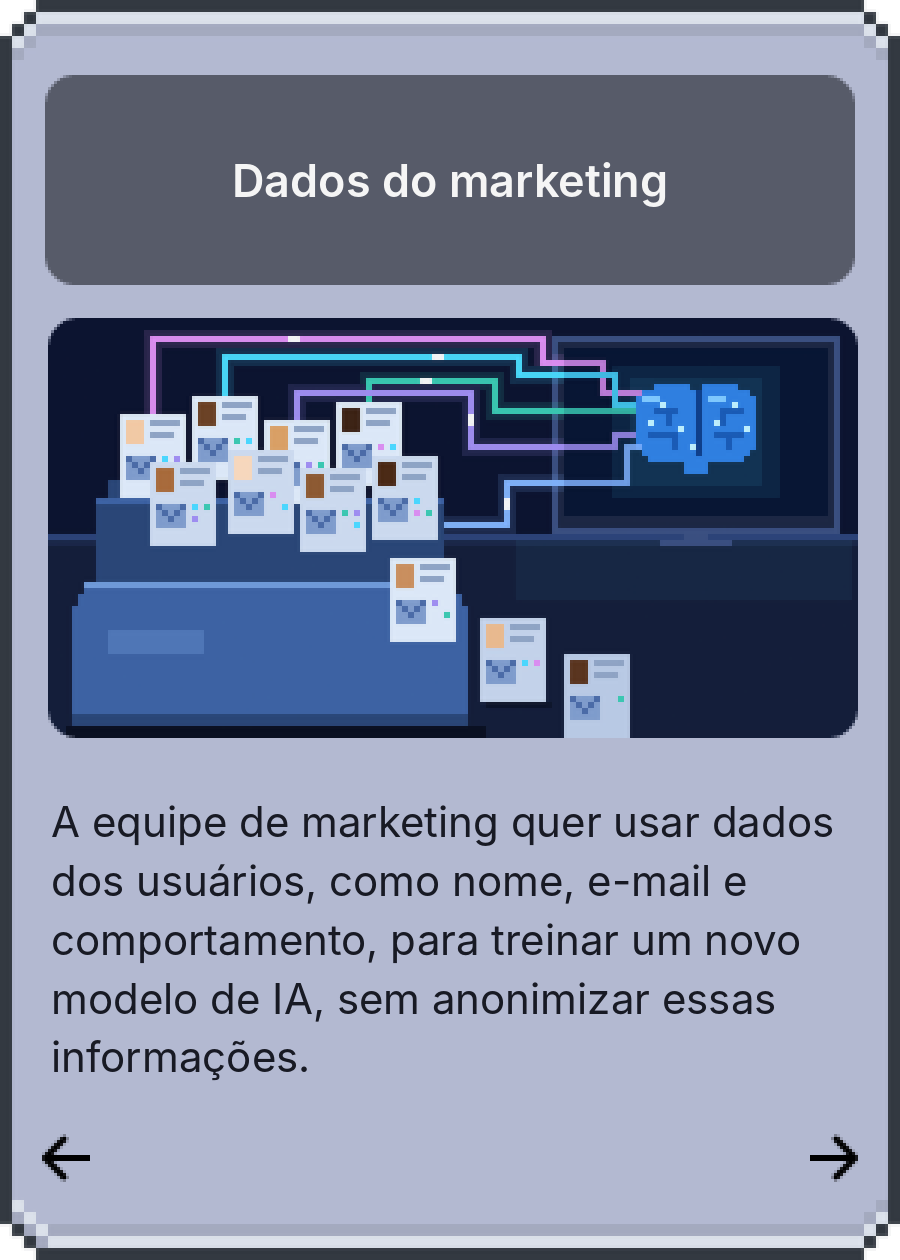 Dados do marketing
A equipe de marketing quer usar dados
dos usuários, como nome, e-mail e
comportamento, para treinar um novo
modelo de IA, sem anonimizar essas
informações.